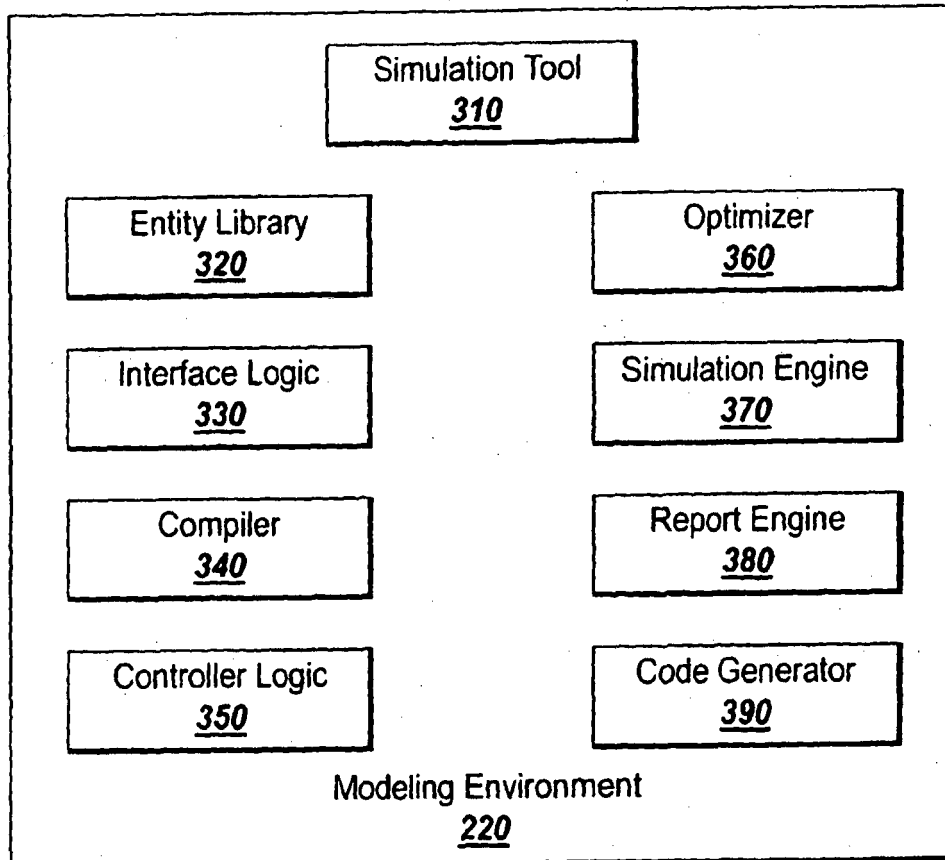 Simulation Tool
310
Entity Library
320
Optimizer
360
Interface Logic
330
Simulation Engine
370
Compiler
340
Report Engine
380
Controller Logic
350
Code Generator
390
Modeling Environment
220